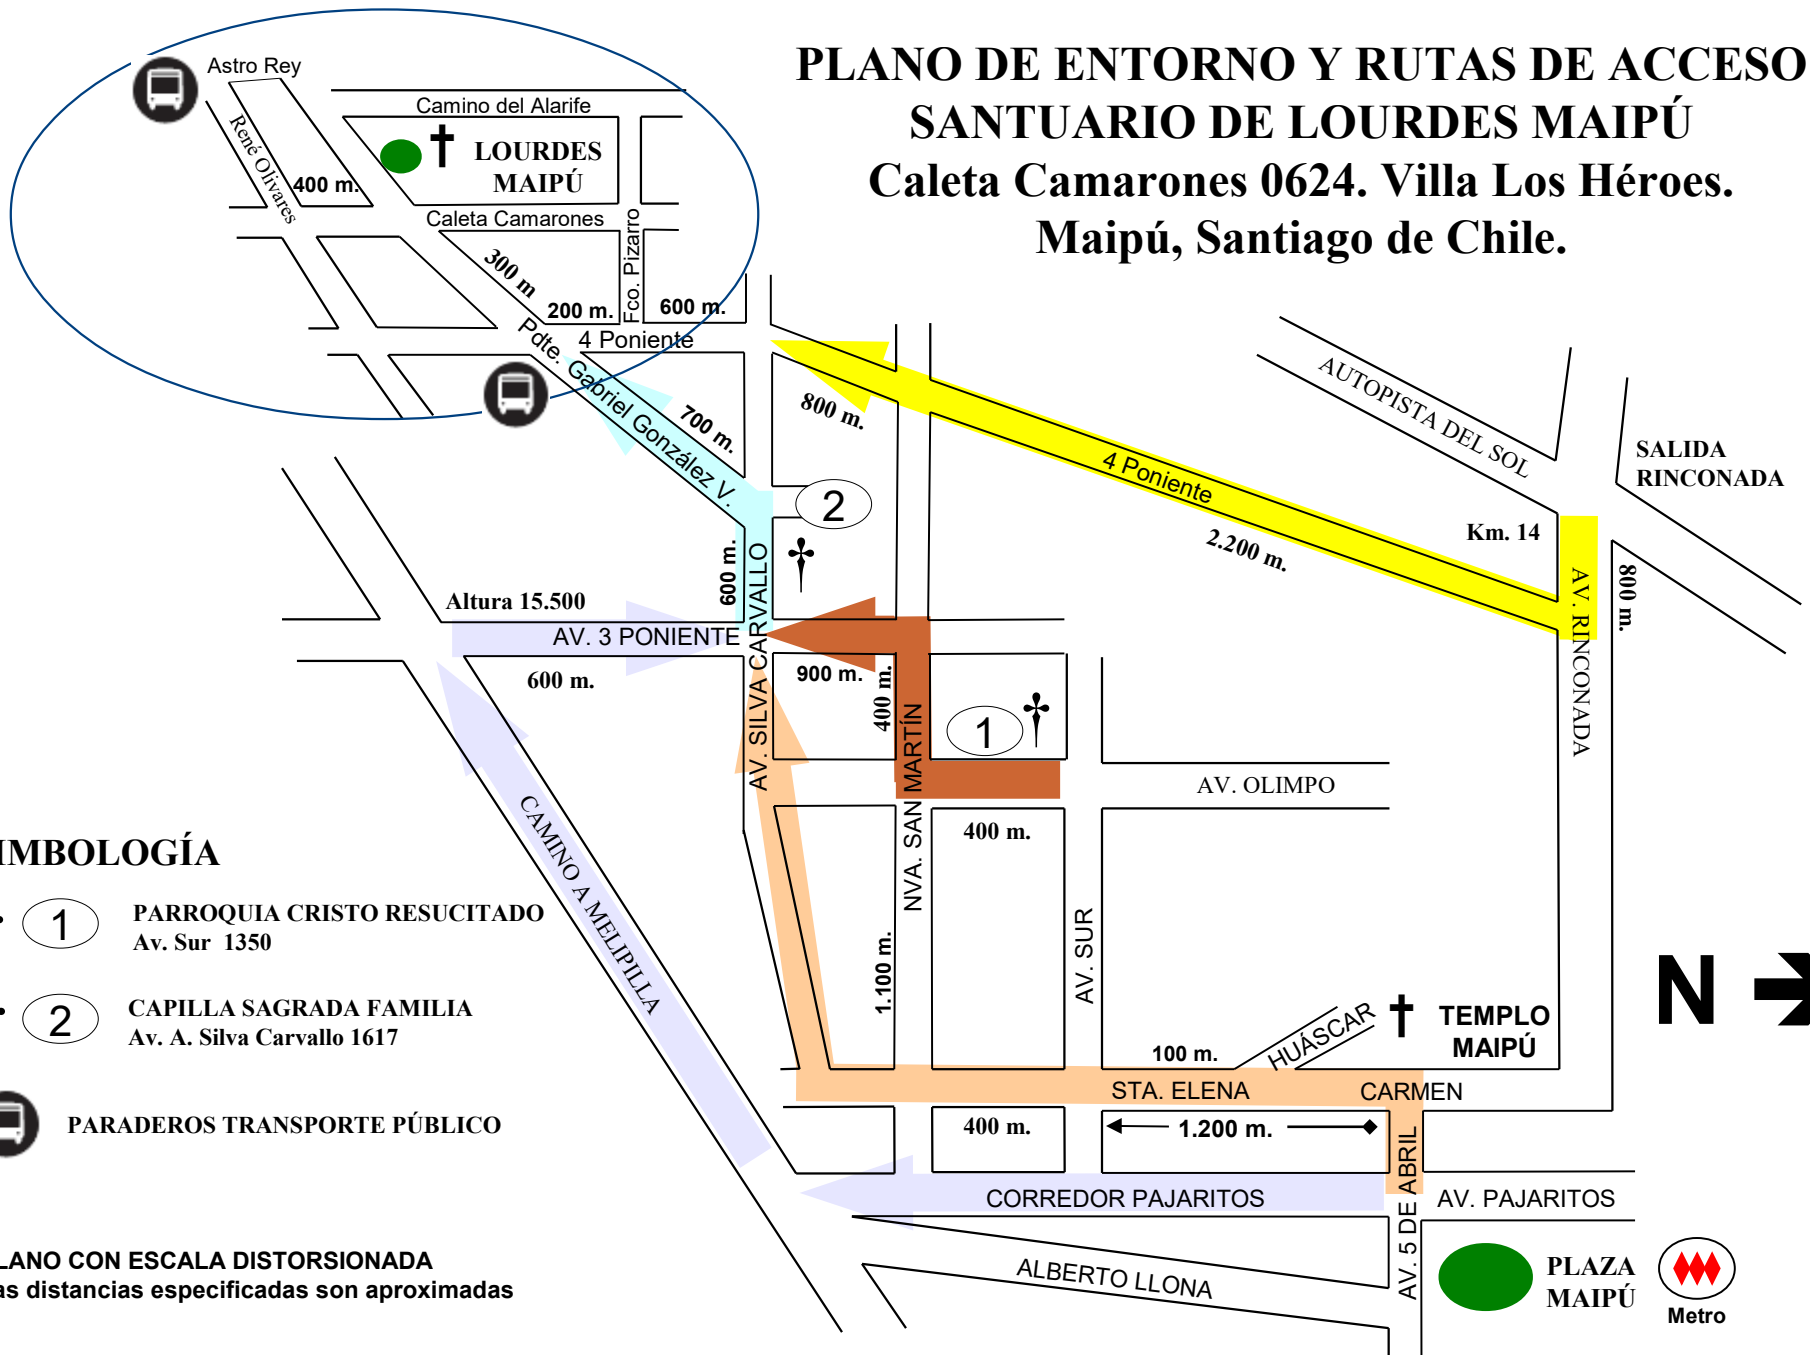 PLANO DE ENTORNO Y RUTAS DE ACCESO
SANTUARIO DE LOURDES MAIPÚ
Caleta Camarones 0624. Villa Los Héroes.
Maipú, Santiago de Chile.
Astro Rey
Camino del Alarife
René Olivares
400 m.
LOURDES
MAIPÚ
Caleta Camarones
Fco. Pizarro
300 m
200 m.
600 m.
4 Poniente
Pdte. Gabriel González V.
700 m.
800 m.
AUTOPISTA DEL SOL
SALIDA
RINCONADA
4 Poniente
2.200 m.
Km. 14
2
600 m.
AV. RINCONADA
800 m.
Altura 15.500
AV. 3 PONIENTE
600 m.
AV. SILVA CARVALLO
900 m.
400 m.
1
NVA. SAN MARTÍN
AV. OLIMPO
400 m.
CAMINO A MELIPILLA
1.100 m.
AV. SUR
IMBOLOGÍA
1
PARROQUIA CRISTO RESUCITADO
Av. Sur 1350
2
CAPILLA SAGRADA FAMILIA
Av. A. Silva Carvallo 1617
PARADEROS TRANSPORTE PÚBLICO
N
HUÁSCAR
TEMPLO
MAIPÚ
100 m.
STA. ELENA
CARMEN
400 m.
1.200 m.
AV. 5 DE ABRIL
CORREDOR PAJARITOS
AV. PAJARITOS
ALBERTO LLONA
PLAZA
MAIPÚ
Metro
LANO CON ESCALA DISTORSIONADA
as distancias especificadas son aproximadas